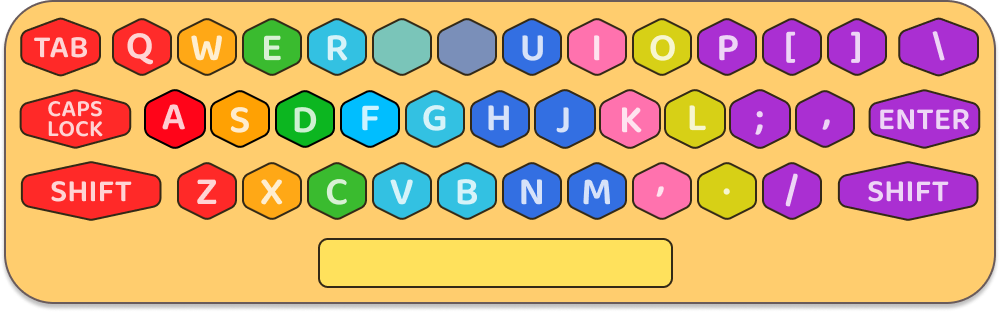 TAB Q W E R U I O P [ ] \
CAPS LOCK A S D F G H J K L ; , ENTER
SHIFT Z X C V B N M , . / SHIFT